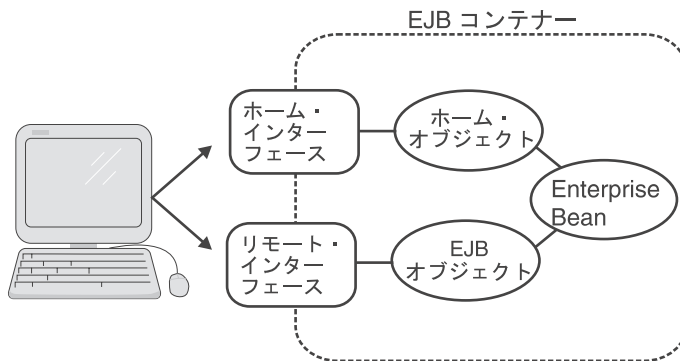 EJB コンテナー
ホーム・
インター
フェース
ホーム・
オブジェクト
Enterprise
Bean
リモート・
インター
フェース
EJB
オブジェクト